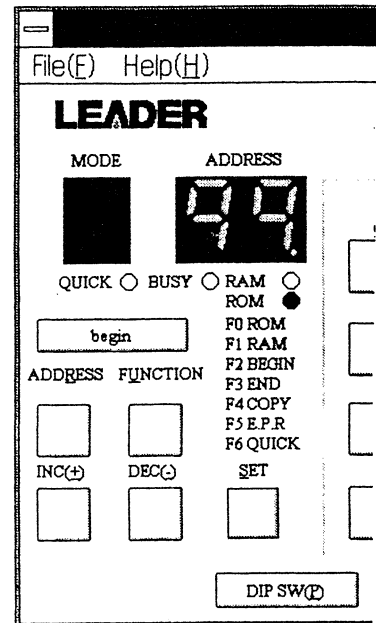 File(F) Help(H)
LEADER
MODE ADDRESS
99.
QUICK BUSY RAM
ROM
begin
F0 ROM
F1 RAM
F2 BEGIN
F3 END
F4 COPY
F5 E.P.R
F6 QUICK
ADDRESS FUNCTION
INC(+) DEC(-) SET
DIP SW(P)